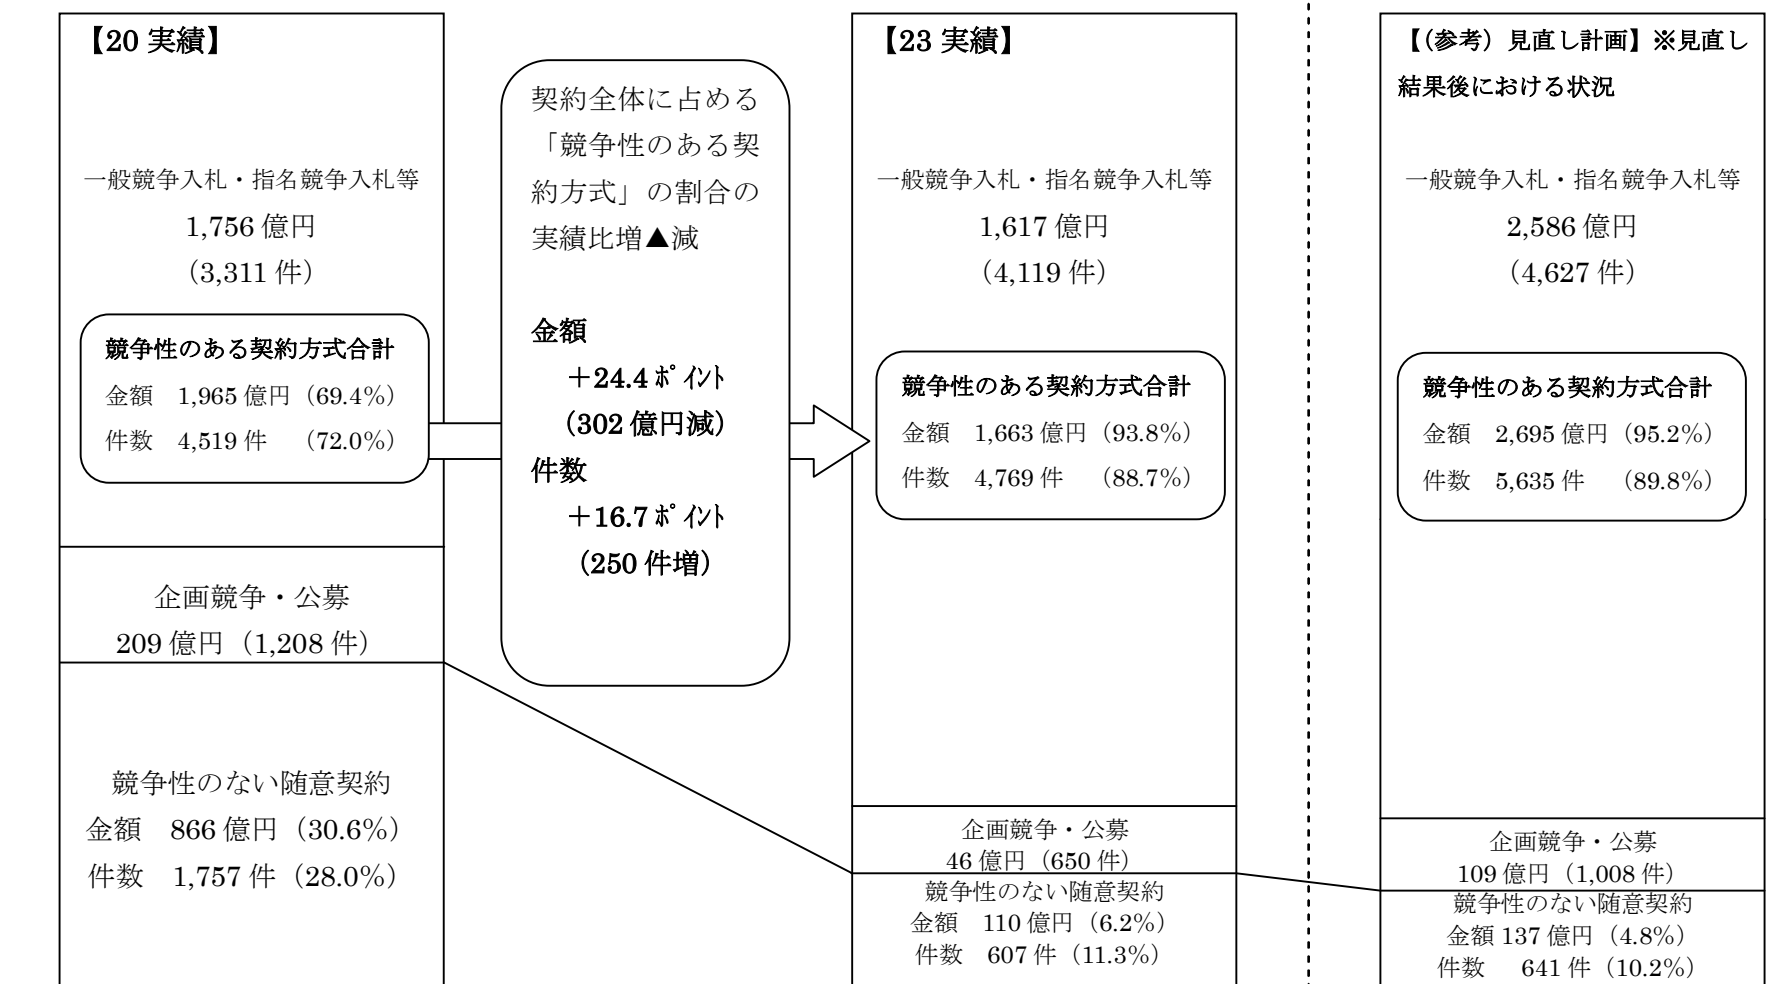 【20 実績】
一般競争入札・指名競争入札等
1,756 億円
（3,311 件）
競争性のある契約方式合計
金額　1,965 億円（69.4%）
件数　4,519 件　（72.0%）
企画競争・公募
209 億円（1,208 件）
競争性のない随意契約
金額　866 億円（30.6%）
件数　1,757 件（28.0%）
契約全体に占める
「競争性のある契
約方式」の割合の
実績比増▲減
金額
＋24.4 ﾎﾟｲﾝﾄ
（302 億円減）
件数
＋16.7 ﾎﾟｲﾝﾄ
（250 件増）
【23 実績】
一般競争入札・指名競争入札等
1,617 億円
（4,119 件）
競争性のある契約方式合計
金額　1,663 億円（93.8%）
件数　4,769 件　（88.7%）
企画競争・公募
46 億円（650 件）
競争性のない随意契約
金額　110 億円（6.2%）
件数　607 件（11.3%）
【（参考）見直し計画】※見直し
結果後における状況
一般競争入札・指名競争入札等
2,586 億円
（4,627 件）
競争性のある契約方式合計
金額　2,695 億円（95.2%）
件数　5,635 件　（89.8%）
企画競争・公募
109 億円（1,008 件）
競争性のない随意契約
金額 137 億円（4.8%）
件数　641 件（10.2%）